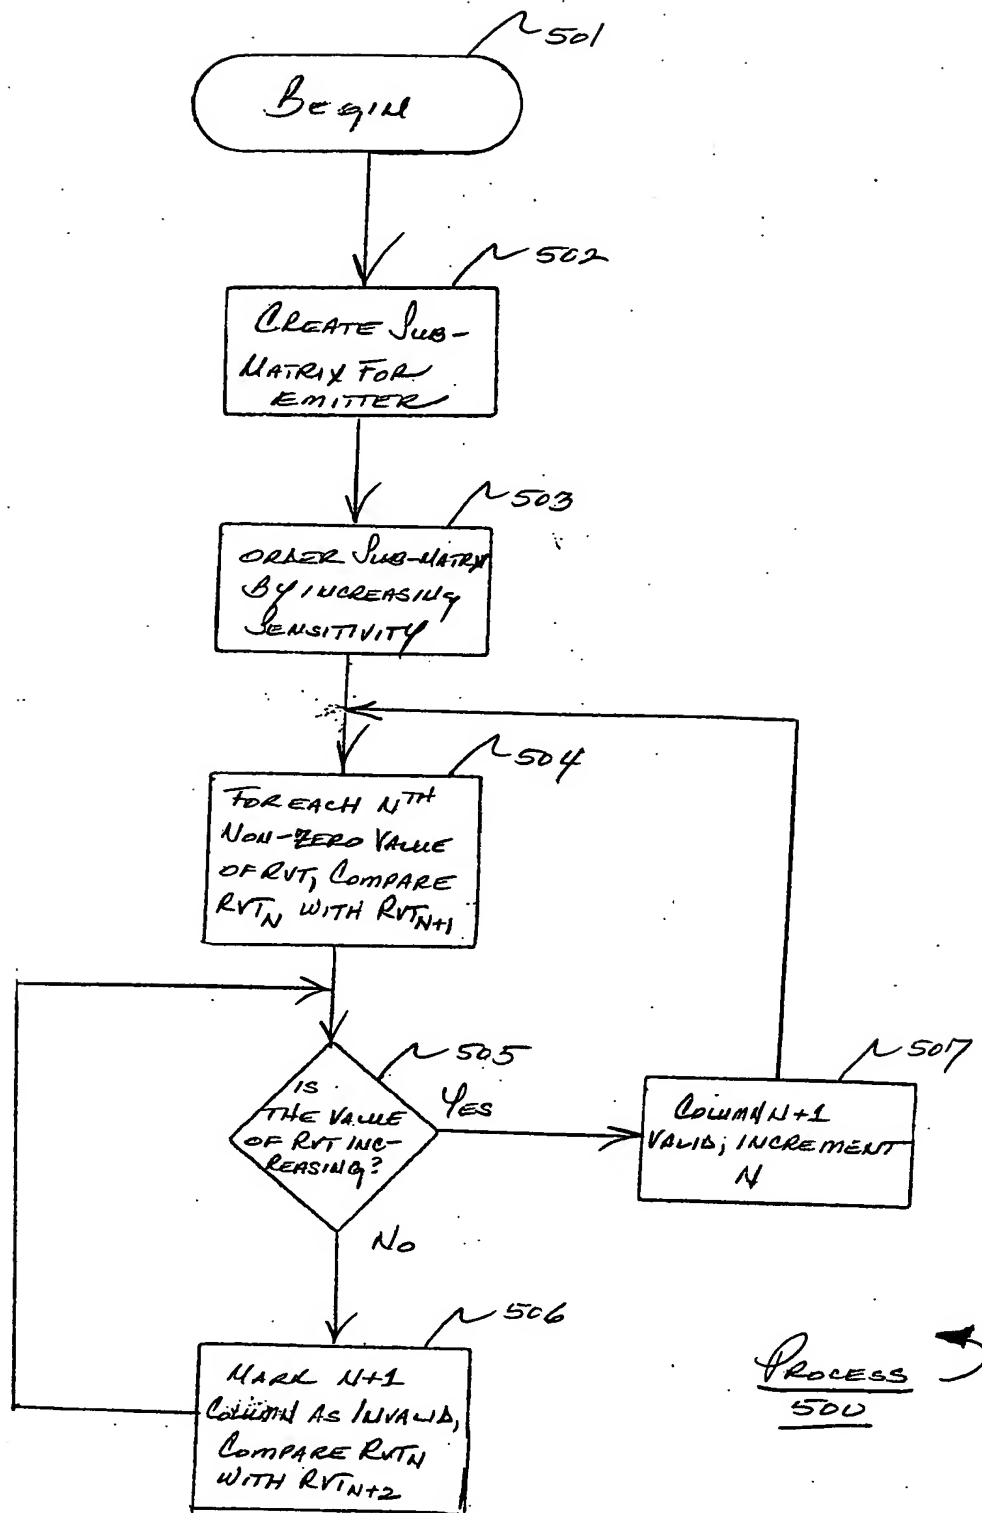 501
Begin
502
CREATE SUB-
MATRIX FOR
EMITTER
503
ORDER SUB-MATRIX
BY INCREASING
SENSITIVITY
504
FOR EACH NTH
NON-ZERO VALUE
OF RVT, COMPARE
RVTN WITH RVTN+1
505
IS
THE VALUE
OF RVT INC-
REASING?
YES
507
COLUMN N+1
VALID; INCREMENT
N
NO
506
MARK N+1
COLUMN AS INVALID,
COMPARE RVTN
WITH RVTN+2
PROCESS
500